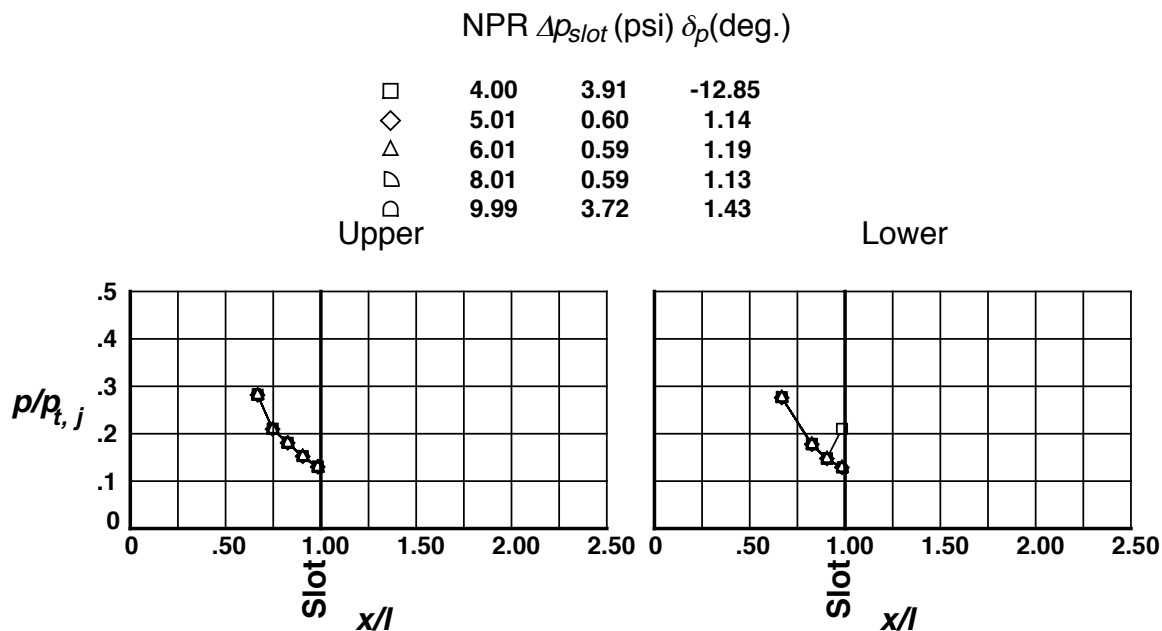 NPR Δp_slot (psi) δ_p (deg.)
4.00 3.91 -12.85
5.01 0.60 1.14
6.01 0.59 1.19
8.01 0.59 1.13
9.99 3.72 1.43
Upper
Lower
.5
.4
.3
.2
.1
0
p/p_t, j
0 .50 1.00 1.50 2.00 2.50
0 .50 1.00 1.50 2.00 2.50
Slot
Slot
x/l
x/l